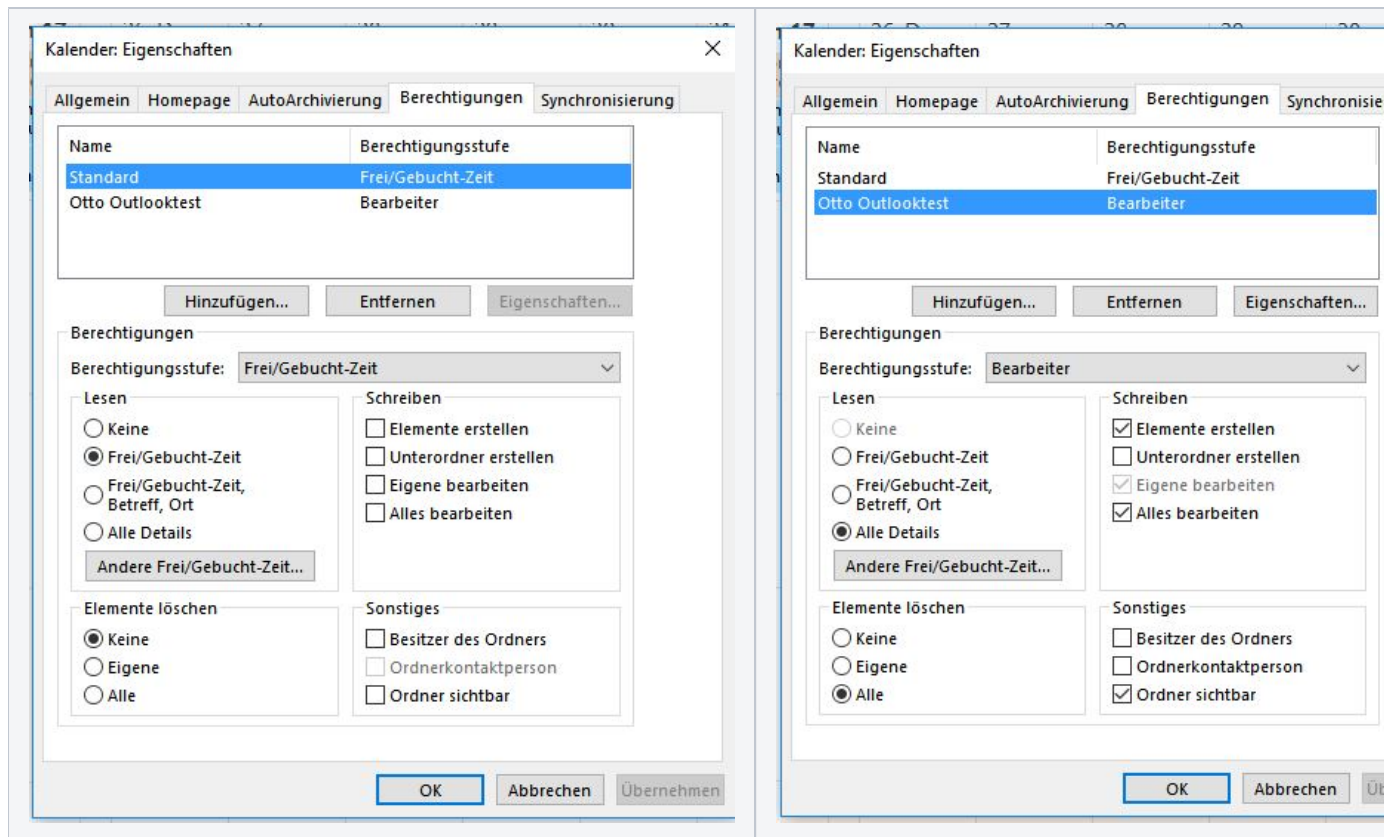 Kalender: Eigenschaften
Allgemein Homepage AutoArchivierung Berechtigungen Synchronisierung
Name Berechtigungsstufe
Standard Frei/Gebucht-Zeit
Otto Outlooktest Bearbeiter
Hinzufügen... Entfernen Eigenschaften...
Berechtigungen
Berechtigungsstufe: Frei/Gebucht-Zeit
Lesen
Keine
Frei/Gebucht-Zeit
Frei/Gebucht-Zeit,
Betreff, Ort
Alle Details
Andere Frei/Gebucht-Zeit...
Schreiben
Elemente erstellen
Unterordner erstellen
Eigene bearbeiten
Alles bearbeiten
Elemente löschen
Keine
Eigene
Alle
Sonstiges
Besitzer des Ordners
Ordnerkontaktperson
Ordner sichtbar
OK Abbrechen Übernehmen
Kalender: Eigenschaften
Allgemein Homepage AutoArchivierung Berechtigungen Synchronisie
Name Berechtigungsstufe
Standard Frei/Gebucht-Zeit
Otto Outlooktest Bearbeiter
Hinzufügen... Entfernen Eigenschaften...
Berechtigungen
Berechtigungsstufe: Bearbeiter
Lesen
Keine
Frei/Gebucht-Zeit
Frei/Gebucht-Zeit,
Betreff, Ort
Alle Details
Andere Frei/Gebucht-Zeit...
Schreiben
Elemente erstellen
Unterordner erstellen
Eigene bearbeiten
Alles bearbeiten
Elemente löschen
Keine
Eigene
Alle
Sonstiges
Besitzer des Ordners
Ordnerkontaktperson
Ordner sichtbar
OK Abbrechen Üb